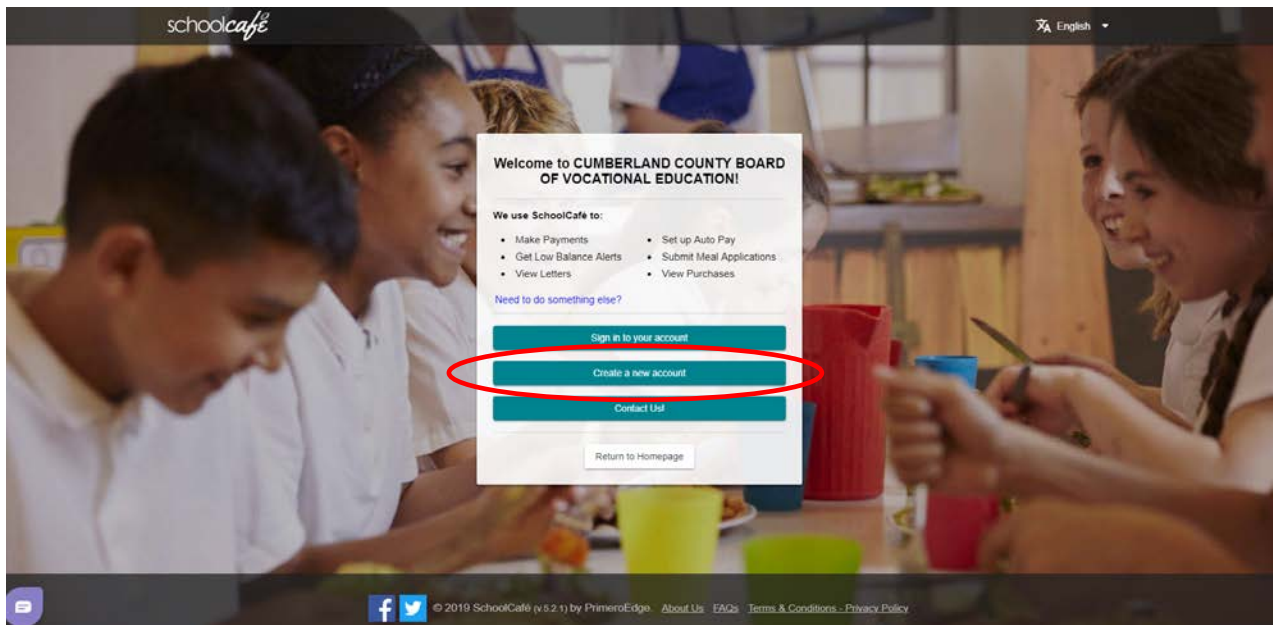 schoolcafé
English
Welcome to CUMBERLAND COUNTY BOARD
OF VOCATIONAL EDUCATION!
We use SchoolCafé to:
• Make Payments
• Get Low Balance Alerts
• View Letters
• Set up Auto Pay
• Submit Meal Applications
• View Purchases
Need to do something else?
Sign in to your account
Create a new account
Contact Us!
Return to Homepage
© 2019 SchoolCafé (v.5.2.1) by PrimeroEdge. About Us FAQs Terms & Conditions - Privacy Policy